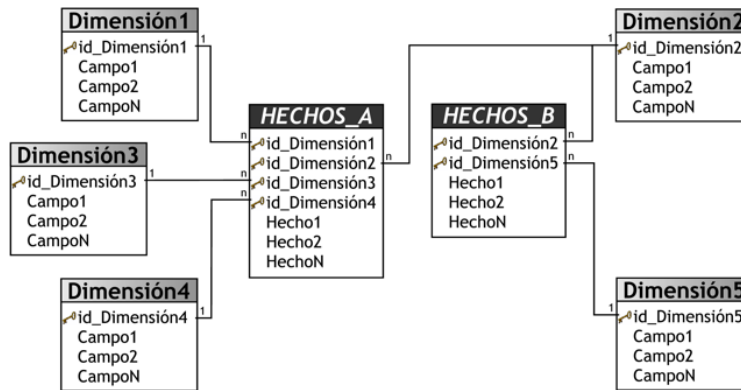 Dimensión1
id_Dimensión1
Campo1
Campo2
CampoN
1
Dimensión3
id_Dimensión3
Campo1
Campo2
CampoN
1
Dimensión4
id_Dimensión4
Campo1
Campo2
CampoN
1
HECHOS_A
n
id_Dimensión1
id_Dimensión2
n
n
id_Dimensión3
n
id_Dimensión4
Hecho1
Hecho2
HechoN
HECHOS_B
id_Dimensión2
n
id_Dimensión5
n
Hecho1
Hecho2
HechoN
Dimensión2
1
id_Dimensión2
Campo1
Campo2
CampoN
Dimensión5
1
id_Dimensión5
Campo1
Campo2
CampoN